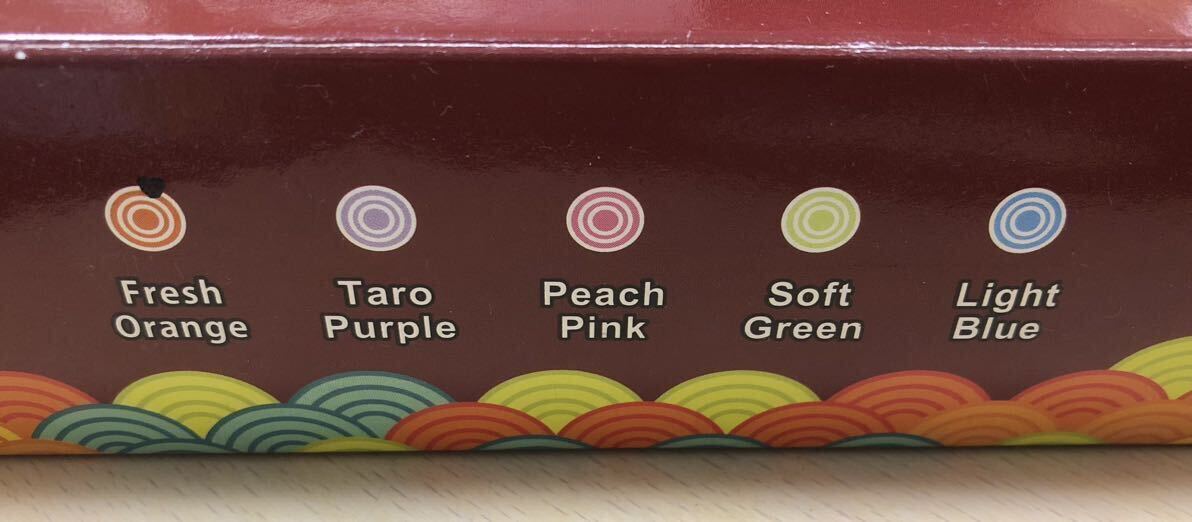 Fresh
Orange
Taro
Purple
Peach
Pink
Soft
Green
Light
Blue